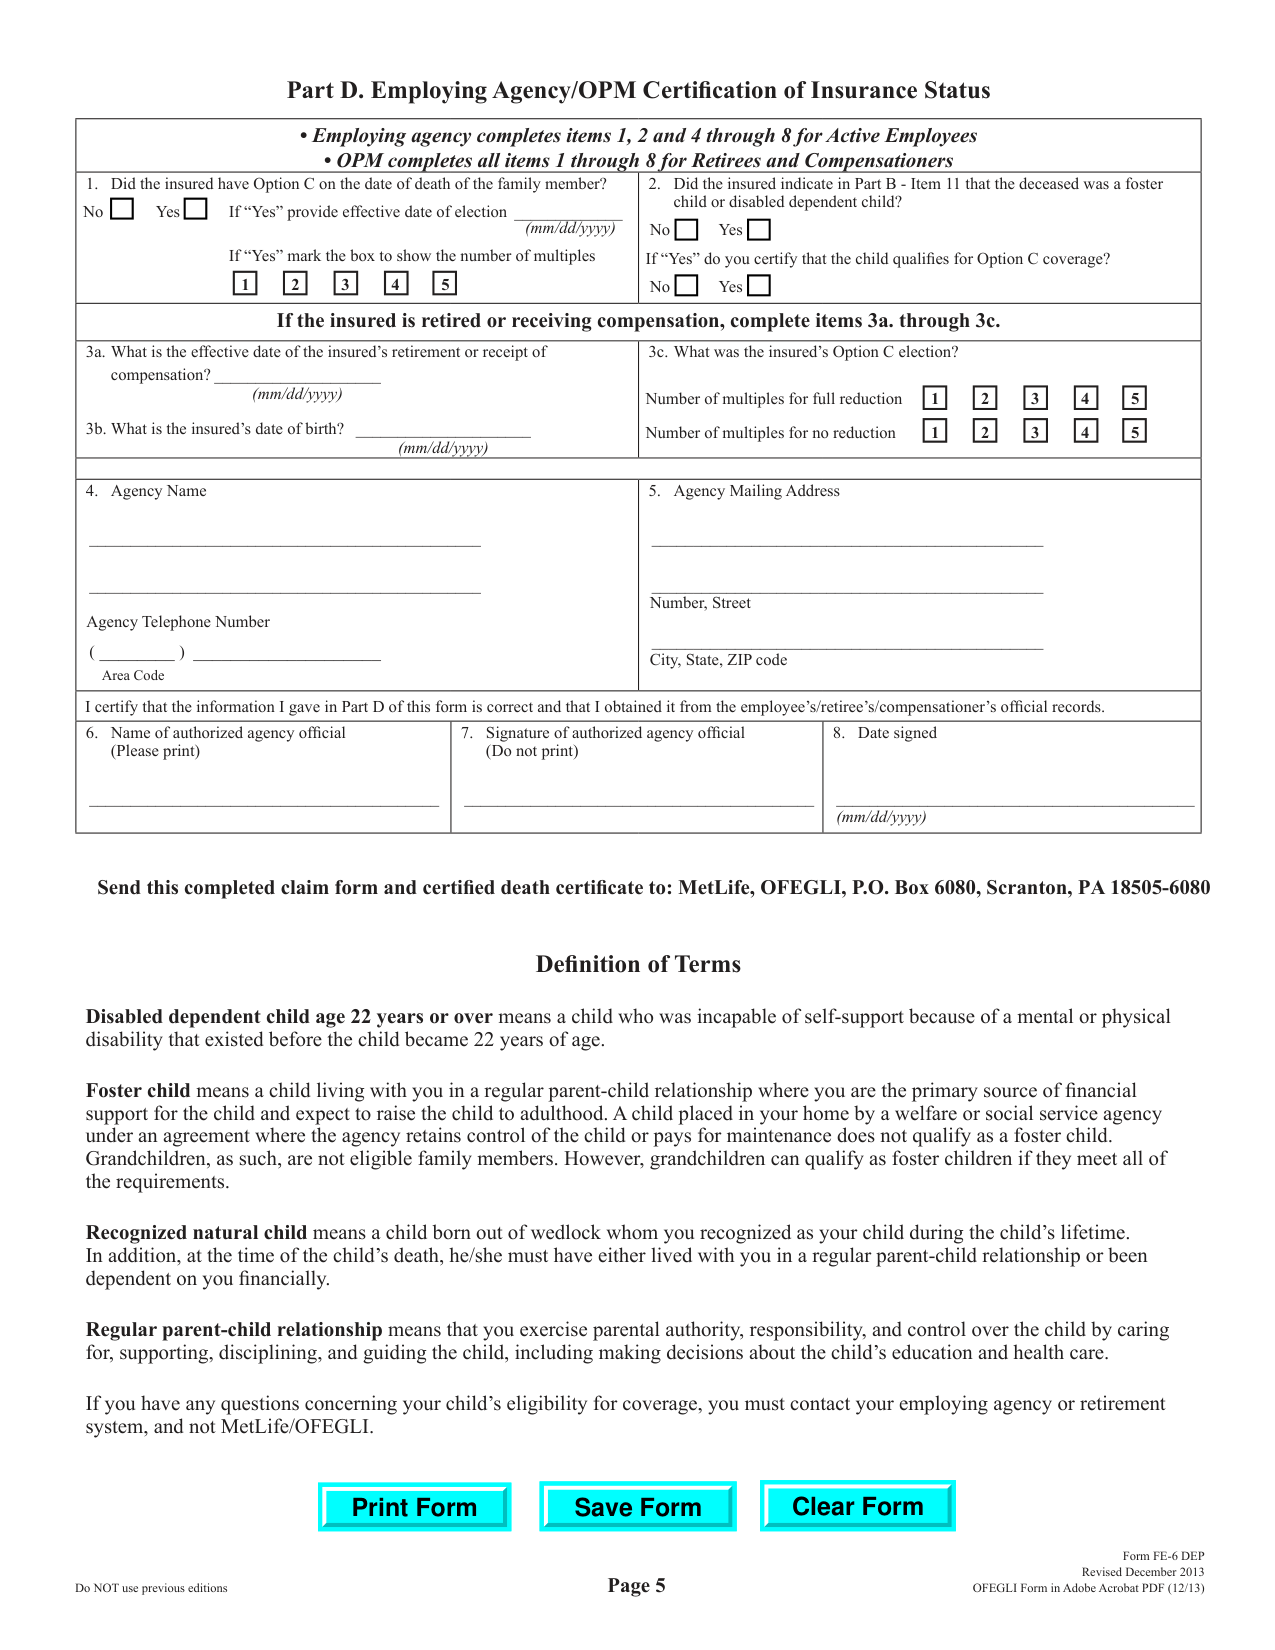 Part D. Employing Agency/OPM Certification of Insurance Status
• Employing agency completes items 1, 2 and 4 through 8 for Active Employees
• OPM completes all items 1 through 8 for Retirees and Compensationers
1. Did the insured have Option C on the date of death of the family member?
No Yes If “Yes” provide effective date of election _____________
(mm/dd/yyyy)
If “Yes” mark the box to show the number of multiples
1 2 3 4 5
2. Did the insured indicate in Part B - Item 11 that the deceased was a foster
child or disabled dependent child?
No Yes
If “Yes” do you certify that the child qualifies for Option C coverage?
No Yes
If the insured is retired or receiving compensation, complete items 3a. through 3c.
3a. What is the effective date of the insured’s retirement or receipt of
compensation? ____________________
(mm/dd/yyyy)
3b. What is the insured’s date of birth? _____________________
(mm/dd/yyyy)
3c. What was the insured’s Option C election?
Number of multiples for full reduction 1 2 3 4 5
Number of multiples for no reduction 1 2 3 4 5
4. Agency Name
_______________________________________________
_______________________________________________
Agency Telephone Number
( _________ ) ______________________
Area Code
5. Agency Mailing Address
_______________________________________________
_______________________________________________
Number, Street
_______________________________________________
City, State, ZIP code
I certify that the information I gave in Part D of this form is correct and that I obtained it from the employee’s/retiree’s/compensationer’s official records.
6. Name of authorized agency official
(Please print)
__________________________________________
7. Signature of authorized agency official
(Do not print)
__________________________________________
8. Date signed
___________________________________________
(mm/dd/yyyy)
Send this completed claim form and certified death certificate to: MetLife, OFEGLI, P.O. Box 6080, Scranton, PA 18505-6080
Definition of Terms
Disabled dependent child age 22 years or over means a child who was incapable of self-support because of a mental or physical
disability that existed before the child became 22 years of age.
Foster child means a child living with you in a regular parent-child relationship where you are the primary source of financial
support for the child and expect to raise the child to adulthood. A child placed in your home by a welfare or social service agency
under an agreement where the agency retains control of the child or pays for maintenance does not qualify as a foster child.
Grandchildren, as such, are not eligible family members. However, grandchildren can qualify as foster children if they meet all of
the requirements.
Recognized natural child means a child born out of wedlock whom you recognized as your child during the child’s lifetime.
In addition, at the time of the child’s death, he/she must have either lived with you in a regular parent-child relationship or been
dependent on you financially.
Regular parent-child relationship means that you exercise parental authority, responsibility, and control over the child by caring
for, supporting, disciplining, and guiding the child, including making decisions about the child’s education and health care.
If you have any questions concerning your child’s eligibility for coverage, you must contact your employing agency or retirement
system, and not MetLife/OFEGLI.
Print Form Save Form Clear Form
Form FE-6 DEP
Revised December 2013
Do NOT use previous editions Page 5 OFEGLI Form in Adobe Acrobat PDF (12/13)